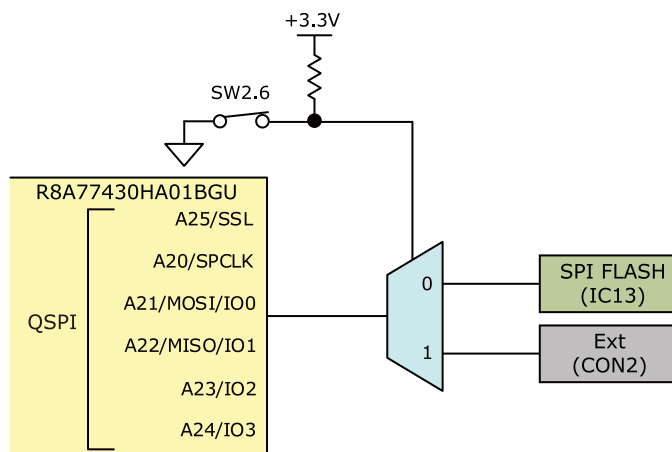 +3.3V
SW2.6
R8A77430HA01BGU
A25/SSL
A20/SPCLK
QSPI
A21/MOSI/IO0
A22/MISO/IO1
A23/IO2
A24/IO3
0
1
SPI FLASH
(IC13)
Ext
(CON2)